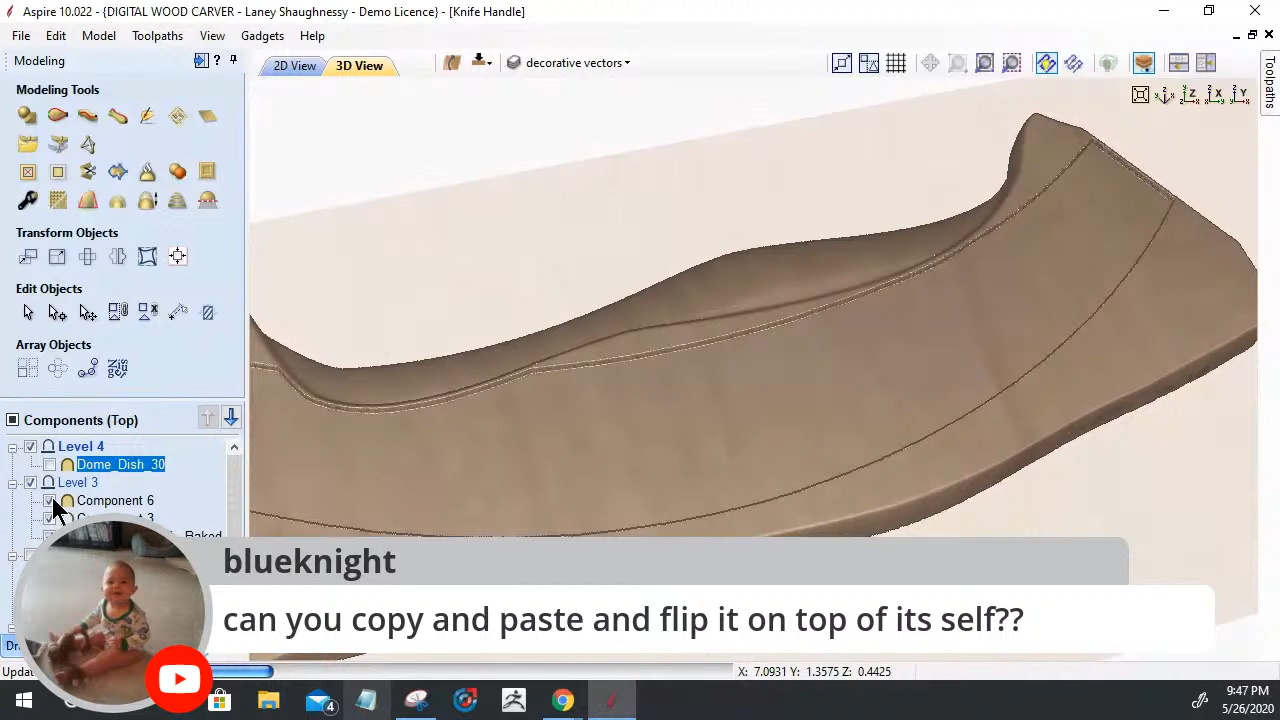 Aspire 10.022 - {DIGITAL WOOD CARVER - Laney Shaughnessy - Demo Licence} - [Knife Handle]
File Edit Model Toolpaths View Gadgets Help
Modeling
2D View 3D View decorative vectors
Toolpaths
Z X Y
Modeling Tools
Transform Objects
Edit Objects
Array Objects
Components (Top)
Level 4
Dome_Dish_30
Level 3
Component 6
Baked
blueknight
can you copy and paste and flip it on top of its self??
X: 7.0931 Y: 1.3575 Z: 0.4425
4
9:47 PM
5/26/2020